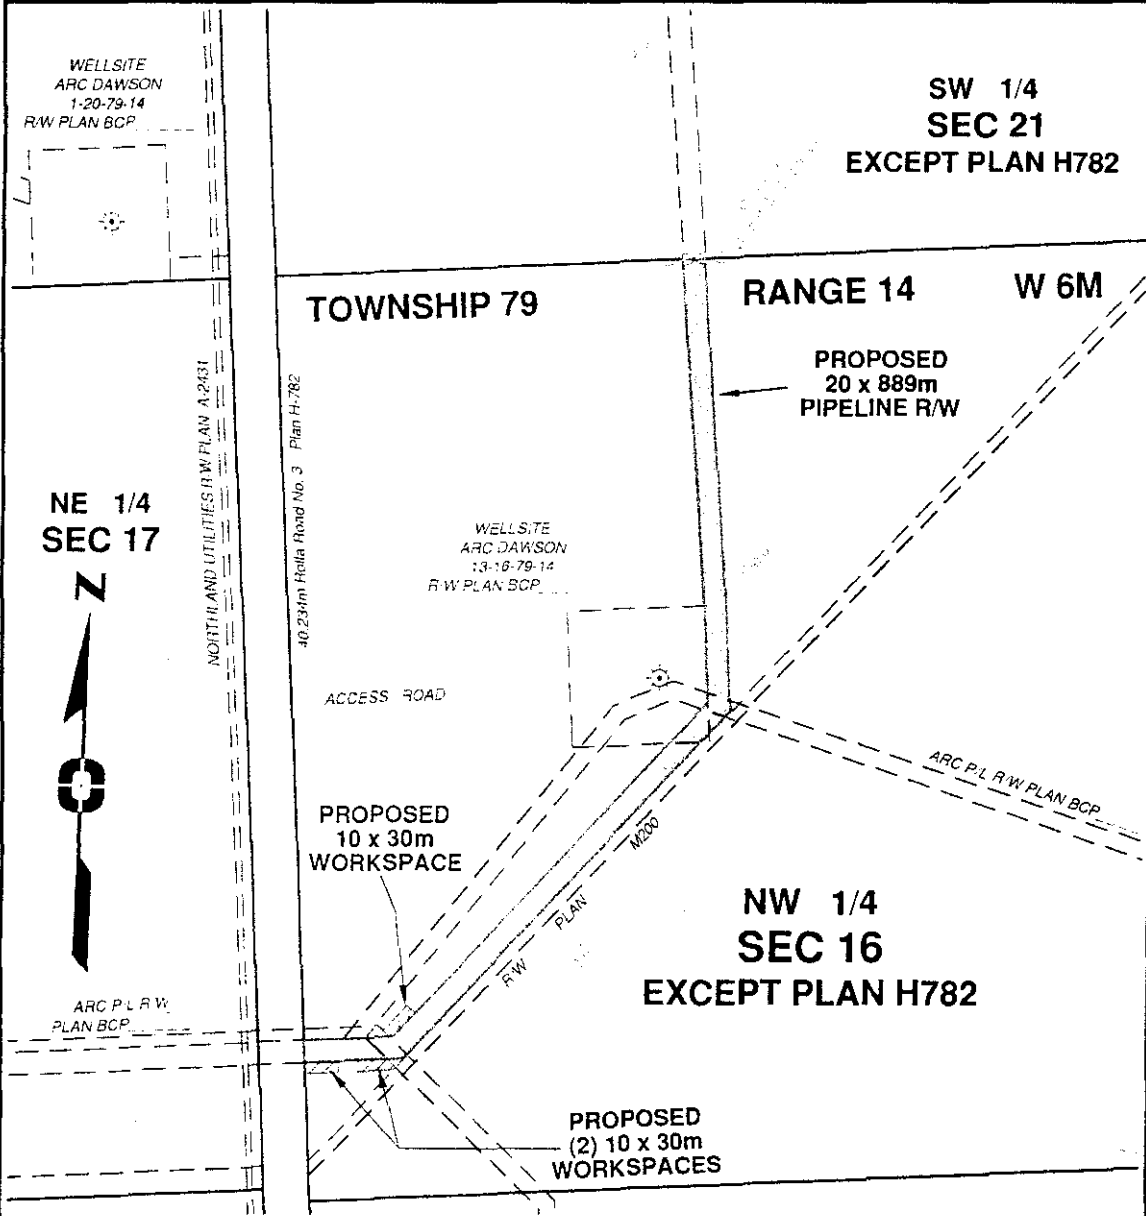 WELLSITE
ARC DAWSON
1-20-79-14
R/W PLAN BCP
SW 1/4
SEC 21
EXCEPT PLAN H782
TOWNSHIP 79
RANGE 14
W 6M
PROPOSED
20 x 889m
PIPELINE R/W
NORTHLAND UTILITIES R/W PLAN A-2431
40.234m Rolla Road No. 3 Plan H-782
NE 1/4
SEC 17
N
WELLSITE
ARC DAWSON
13-16-79-14
R/W PLAN BCP
ACCESS ROAD
ARC P/L R/W PLAN BCP
PROPOSED
10 x 30m
WORKSPACE
R/W PLAN M200
NW 1/4
SEC 16
EXCEPT PLAN H782
ARC P/L R/W
PLAN BCP
PROPOSED
(2) 10 x 30m
WORKSPACES